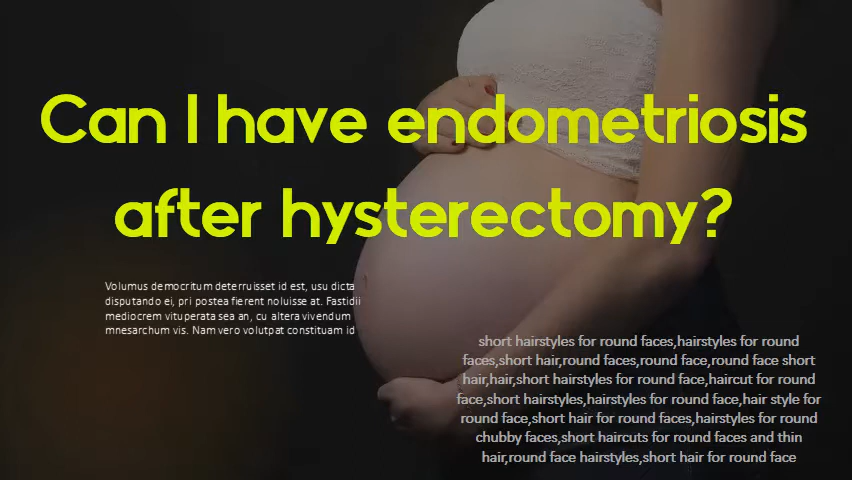 Can I have endometriosis
after hysterectomy?
Volumus democritum deterruisset id est, usu dicta
disputando ei, pri postea fierent noluisse at. Fastidii
mediocrem vituperata sea an, cu altera vivendum
mnesarchum vis. Nam vero volutpat constituam id
short hairstyles for round faces,hairstyles for round
faces,short hair,round faces,round face,round face short
hair,hair,short hairstyles for round face,haircut for round
face,short hairstyles,hairstyles for round face,hair style for
round face,short hair for round faces,hairstyles for round
chubby faces,short haircuts for round faces and thin
hair,round face hairstyles,short hair for round face